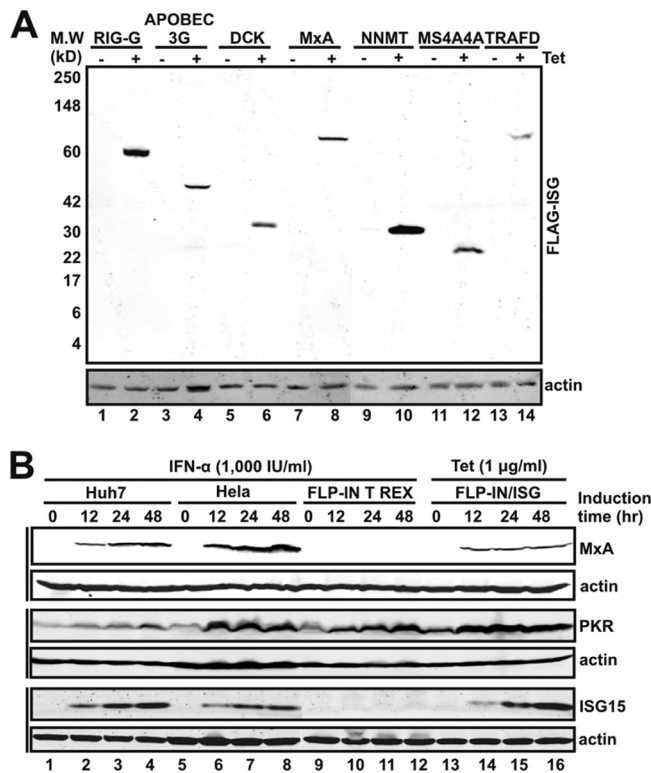 A
APOBEC
M.W RIG-G 3G DCK MxA NNMT MS4A4A TRAFD
(kD) - + - + - + - + - + - + - + Tet
250
148
60
42
30
22
17
6
4
FLAG-ISG
actin
1 2 3 4 5 6 7 8 9 10 11 12 13 14
B
IFN-α (1,000 IU/ml) Tet (1 µg/ml)
Huh7 Hela FLP-IN T REX FLP-IN/ISG Induction
0 12 24 48 0 12 24 48 0 12 24 48 0 12 24 48 time (hr)
MxA
actin
PKR
actin
ISG15
actin
1 2 3 4 5 6 7 8 9 10 11 12 13 14 15 16